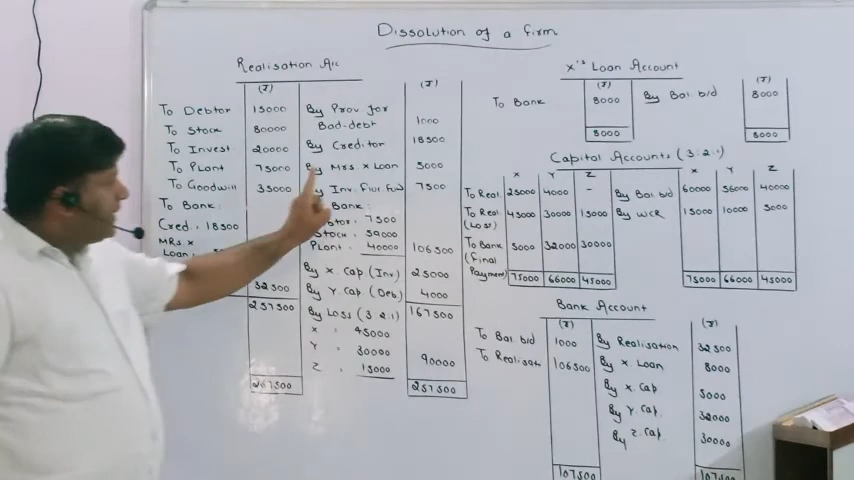 Dissolution of a firm
Realisation A/c
(₹) (₹)
To Debtor 15000 By Prov for
Bad-debt 1000
To Stock 80000
To Invest 20000 By Creditor 18500
To Plant 75000 By Mrs. X Loan 5000
To Goodwill 35000 By Inv. Fluc Fund 7500
To Bank: Bank:
Cred. : 18500 7500
MRs. X Stock : 59000
Loan : Plant : 40000 106500
By X. Cap (Inv) 25000
32500 By Y. Cap (Deb) 4000
257500 By Loss (3:2:1) 167500
X = 45000
Y = 30000
Z = 15000 90000
257500 257500
X's Loan Account
(₹) (₹)
To Bank 8000 By Bal. b/d 8000
8000 8000
Capital Accounts (3:2:1)
X Y Z X Y Z
To Real. 25000 4000 - By Bal b/d 60000 56000 40000
To Real 45000 30000 15000 By WCR 15000 10000 5000
(Loss)
To Bank 5000 32000 30000
(Final
Payment) 75000 66000 45000 75000 66000 45000
Bank Account
(₹) (₹)
To Bal. b/d 1000 By Realisation 32500
To Realisatn 106500 By X. Loan 8000
By X. Cap 5000
By Y. Cap. 32000
By Z. Cap 30000
107500 107500